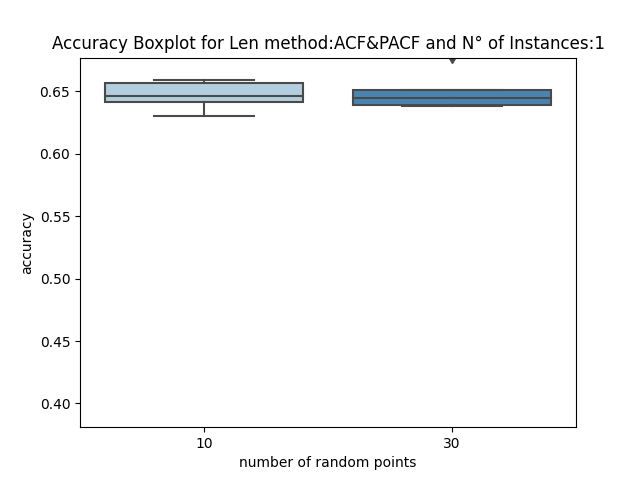 Accuracy Boxplot for Len method:ACF&PACF and N° of Instances:1
0.65
0.60
0.55
0.50
0.45
0.40
accuracy
10 30
number of random points